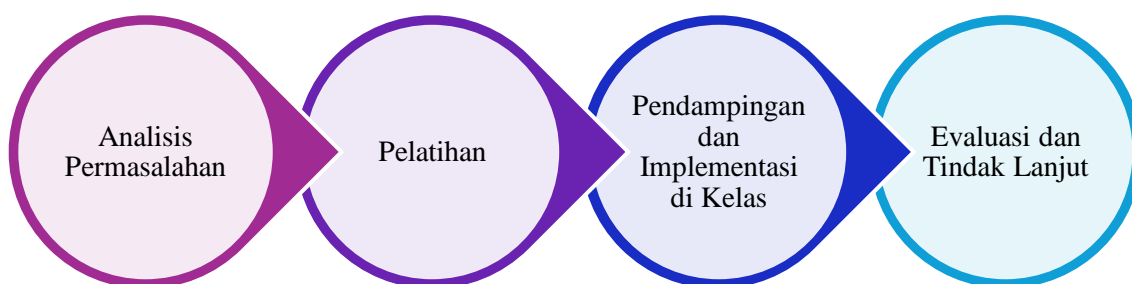 Analisis
Permasalahan
Pelatihan
Pendampingan
dan
Implementasi
di Kelas
Evaluasi dan
Tindak Lanjut